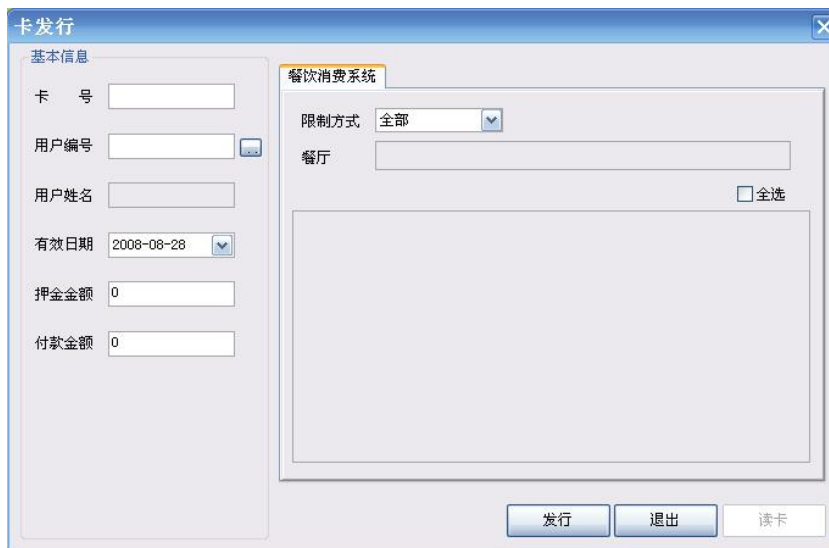 卡发行
基本信息
卡 号
用户编号
..
用户姓名
有效日期 2008-08-28
押金金额 0
付款金额 0
餐饮消费系统
限制方式 全部
餐厅
全选
发行 退出 读卡